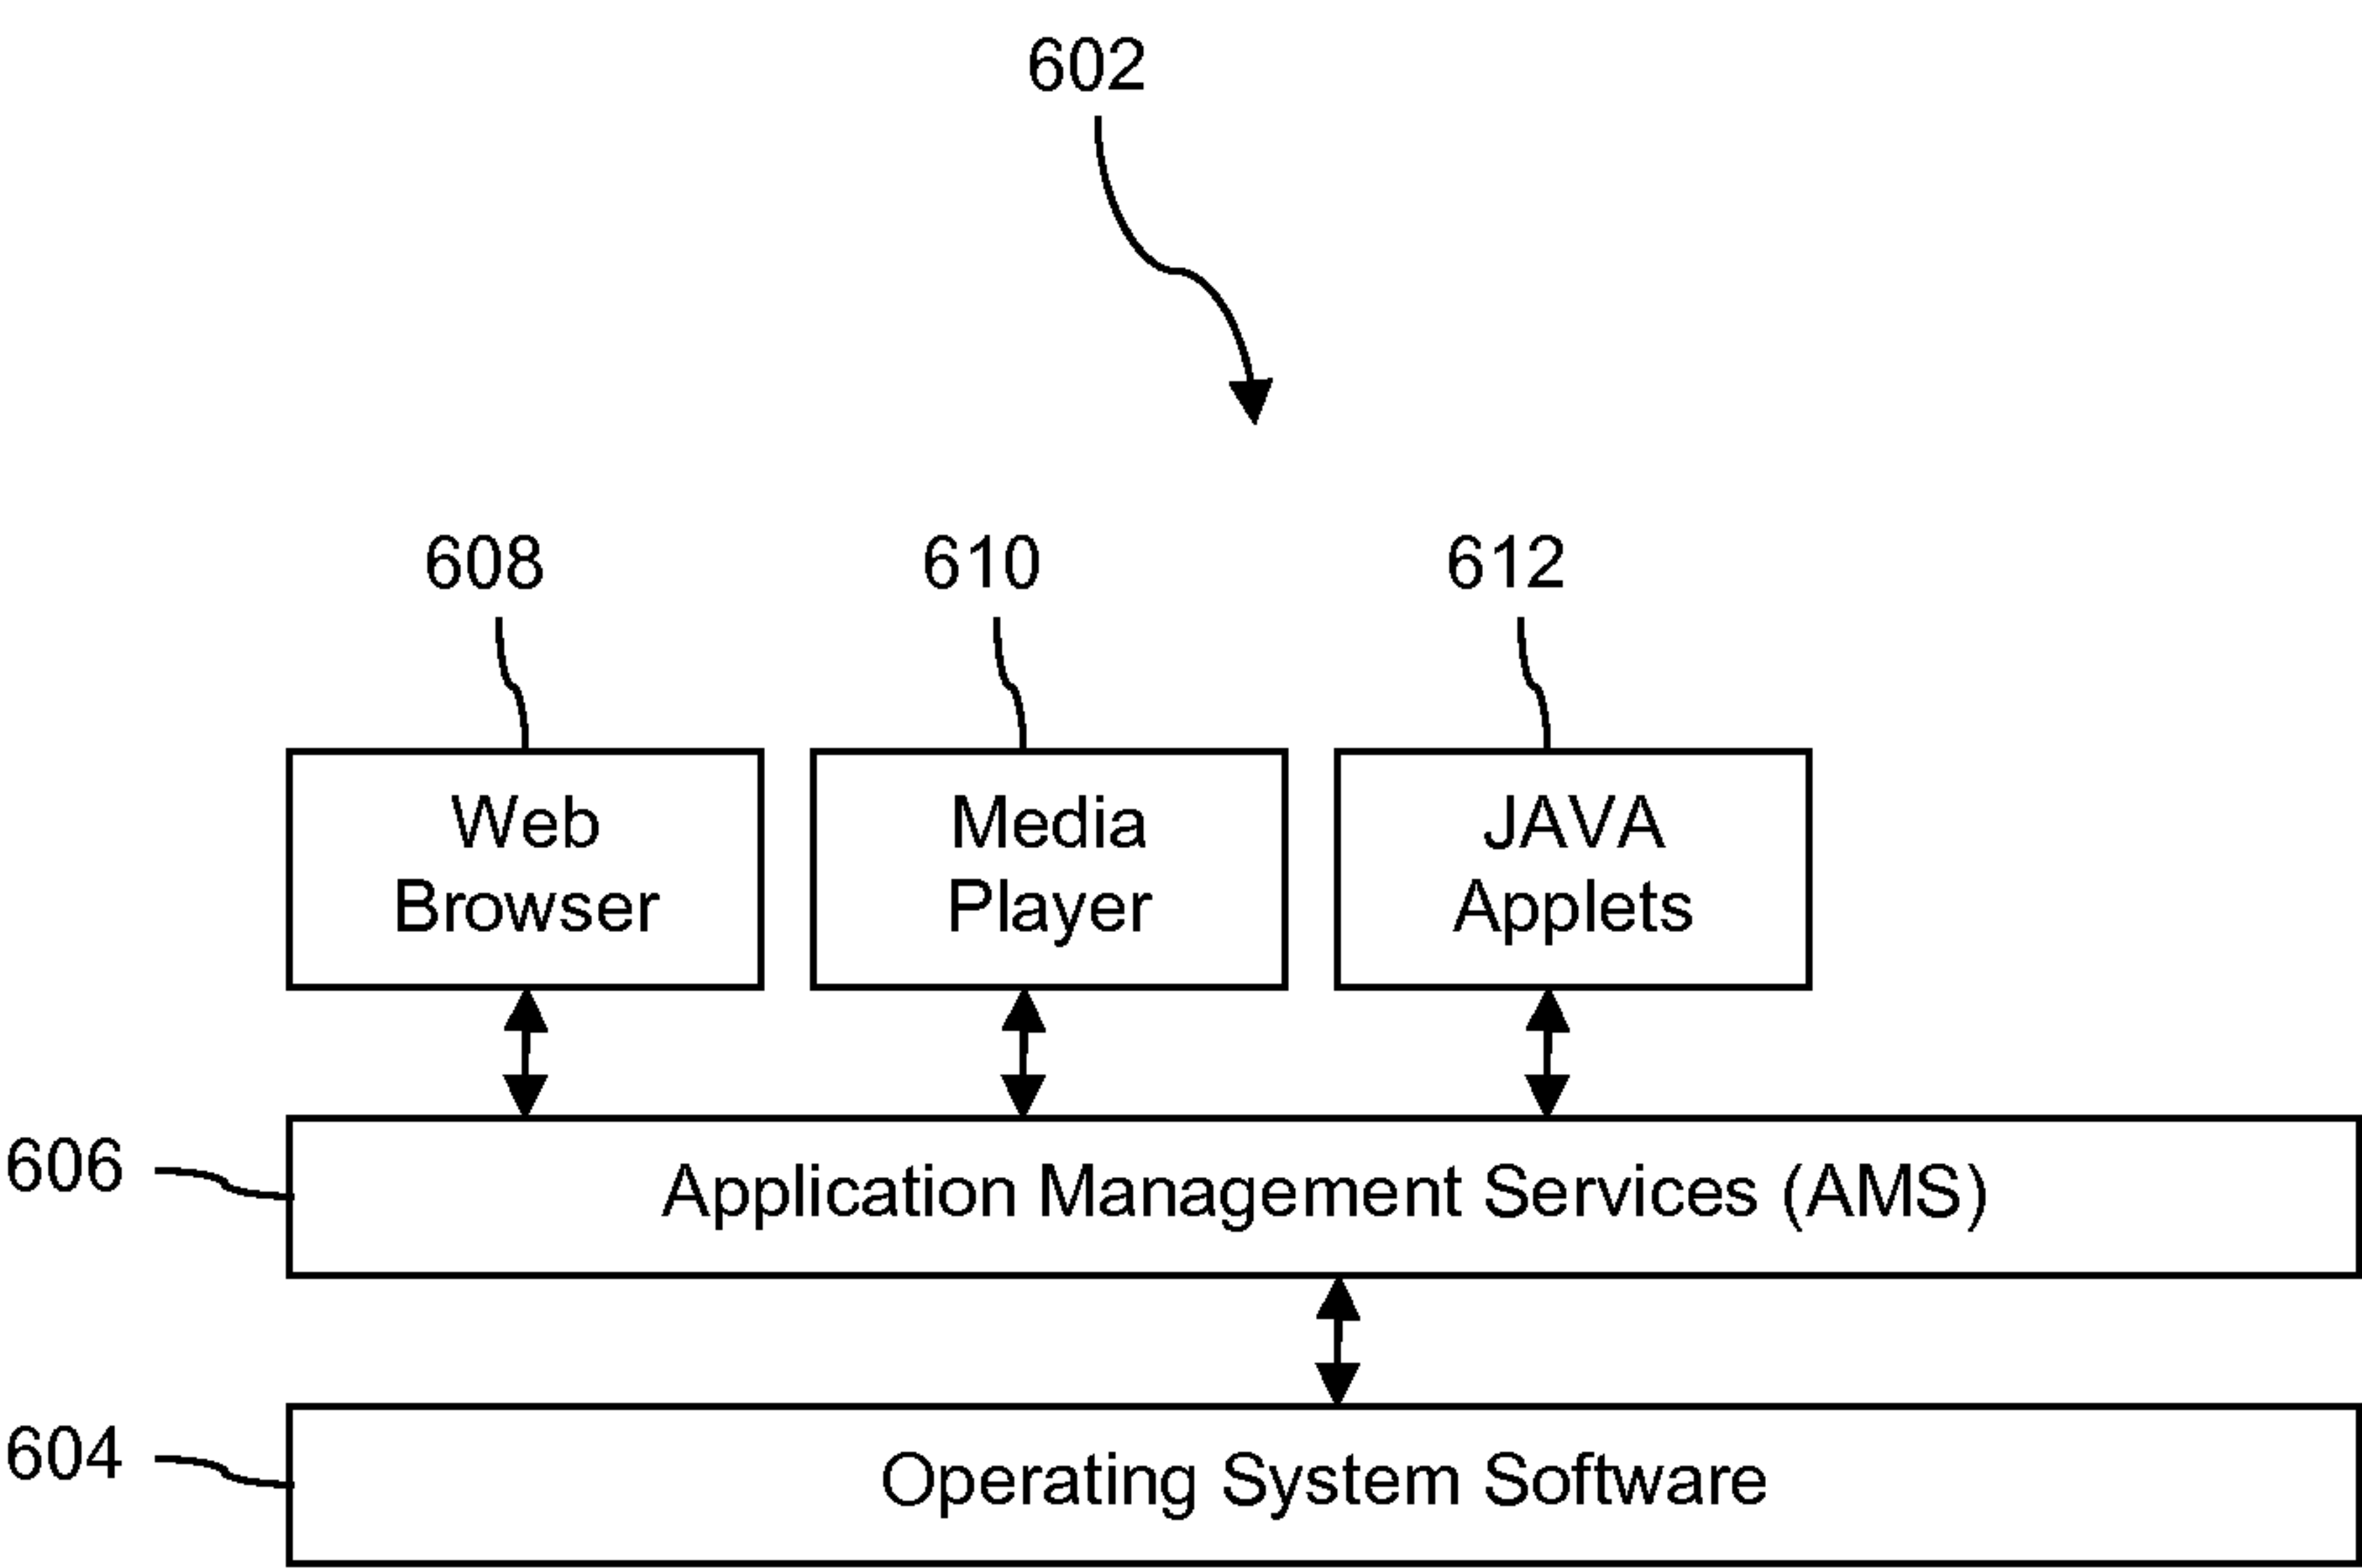 602
608
610
612
Web
Browser
Media
Player
JAVA
Applets
606
Application Management Services (AMS)
604
Operating System Software